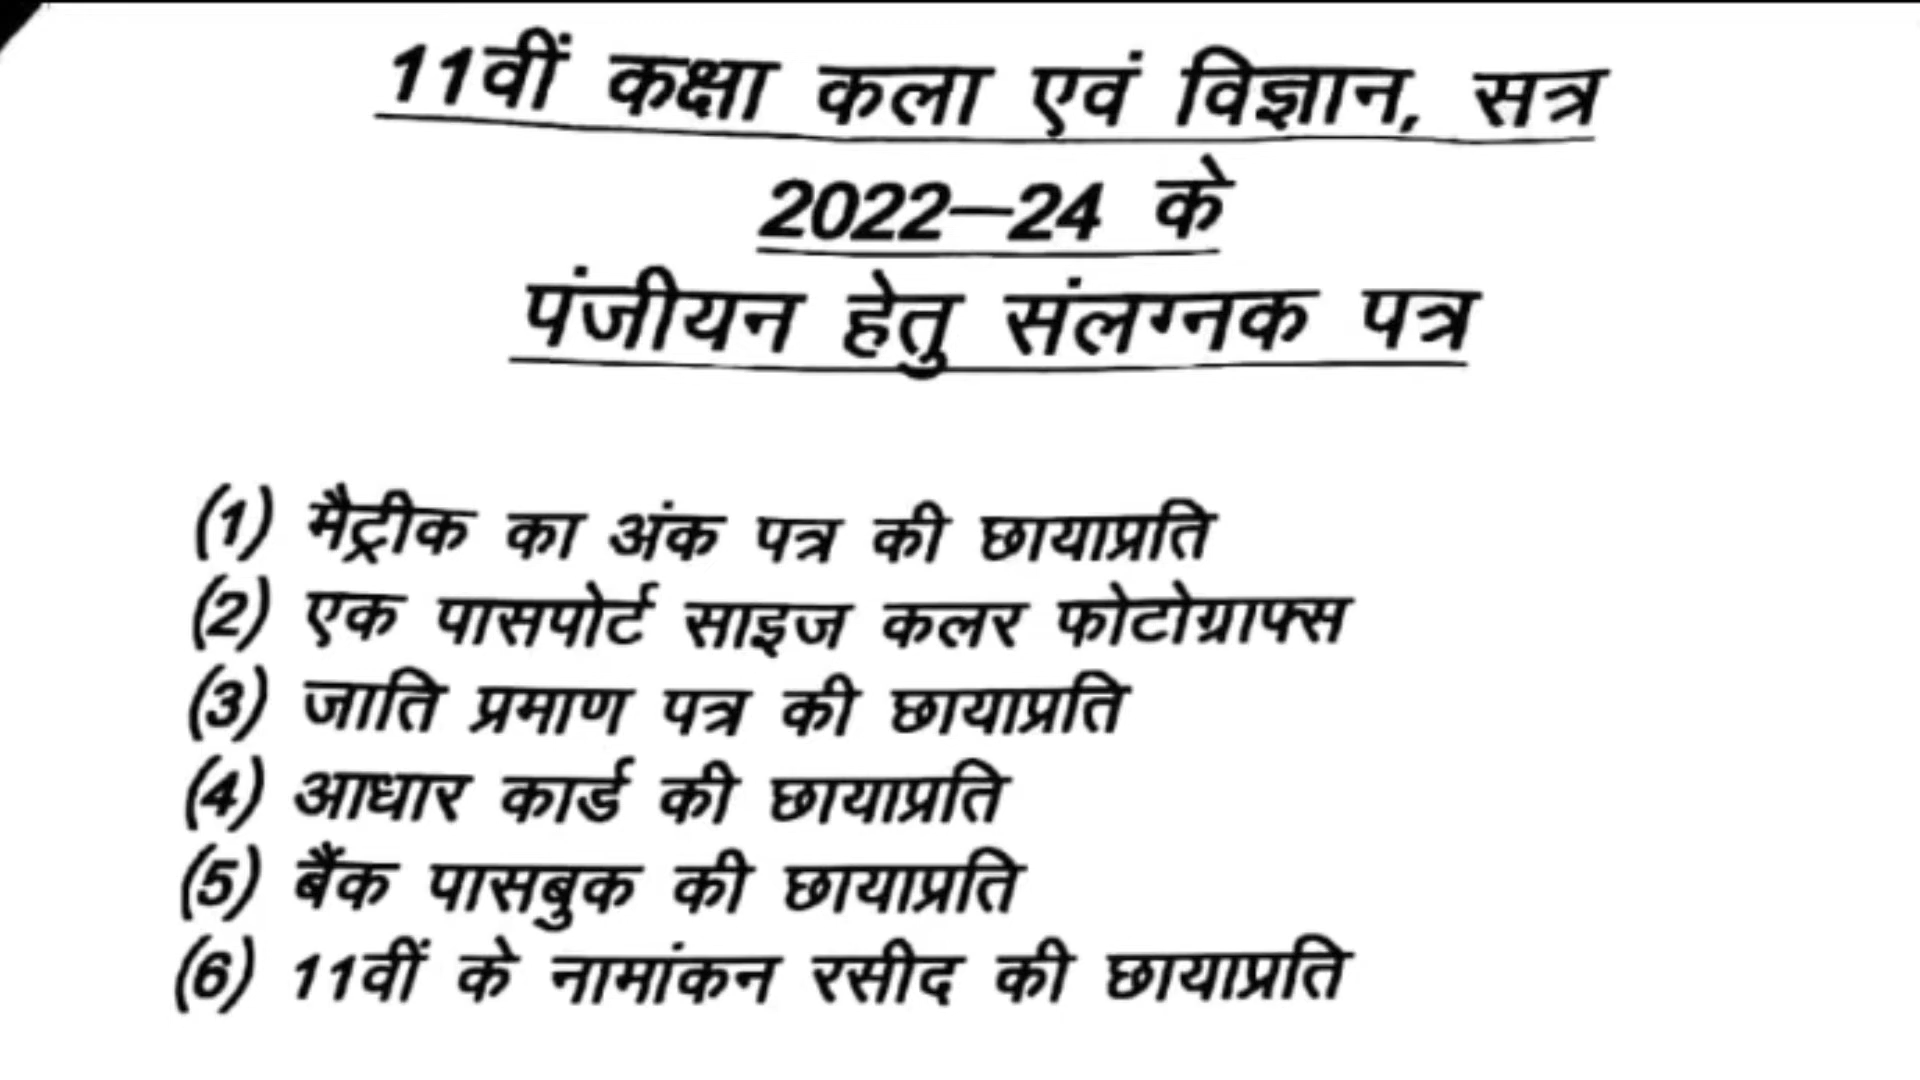 11वीं कक्षा कला एवं विज्ञान, सत्र
2022–24 के
पंजीयन हेतु संलग्नक पत्र
(1) मैट्रीक का अंक पत्र की छायाप्रति
(2) एक पासपोर्ट साइज कलर फोटोग्राफ्स
(3) जाति प्रमाण पत्र की छायाप्रति
(4) आधार कार्ड की छायाप्रति
(5) बैंक पासबुक की छायाप्रति
(6) 11वीं के नामांकन रसीद की छायाप्रति